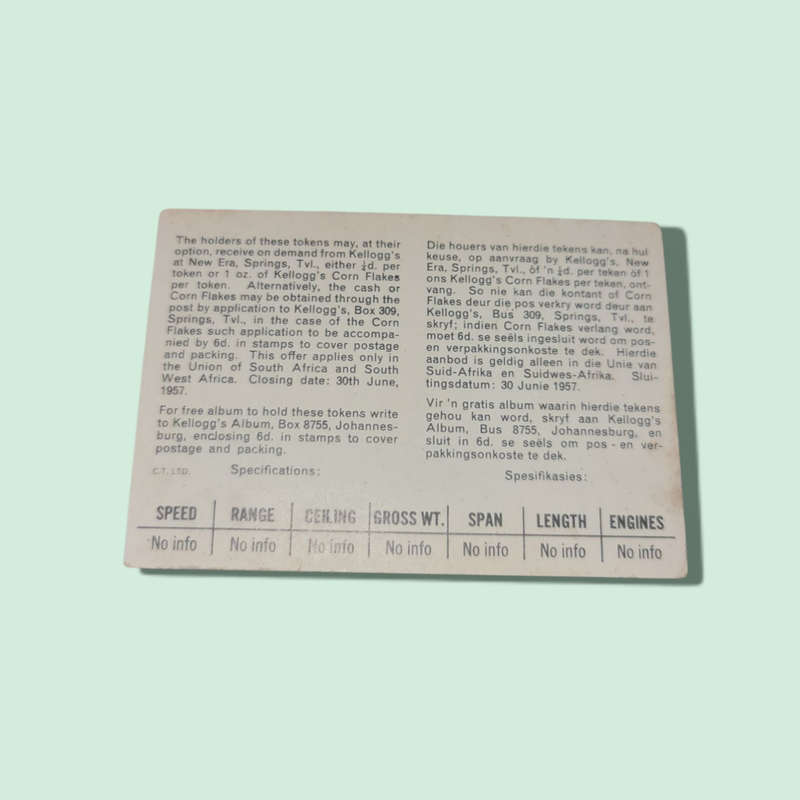 The holders of these tokens may, at their
option, receive on demand from Kellogg's
at New Era, Springs, Tvl., either ¼d. per
token or 1 oz. of Kellogg's Corn Flakes
per token. Alternatively, the cash or
Corn Flakes may be obtained through the
post by application to Kellogg's, Box 309,
Springs, Tvl., in the case of the Corn
Flakes such application to be accompa-
nied by 6d. in stamps to cover postage
and packing. This offer applies only in
the Union of South Africa and South
West Africa. Closing date: 30th June,
1957.
For free album to hold these tokens write
to Kellogg's Album, Box 8755, Johannes-
burg, enclosing 6d. in stamps to cover
postage and packing.
C.T. LTD. Specifications:
Die houers van hierdie tekens kan, na hul
keuse, op aanvraag by Kellogg's, New
Era, Springs, Tvl., òf 'n ¼d. per teken òf 1
ons Kellogg's Corn Flakes per teken, ont-
vang. So nie kan die kontant of Corn
Flakes deur die pos verkry word deur aan
Kellogg's, Bus 309, Springs, Tvl., te
skryf; indien Corn Flakes verlang word,
moet 6d. se seëls ingesluit word om pos-
en verpakkingsonkoste te dek. Hierdie
aanbod is geldig alleen in die Unie van
Suid-Afrika en Suidwes-Afrika. Slui-
tingsdatum: 30 Junie 1957.
Vir 'n gratis album waarin hierdie tekens
gehou kan word, skryf aan Kellogg's
Album, Bus 8755, Johannesburg, en
sluit in 6d. se seëls om pos - en ver-
pakkingsonkoste te dek.
Spesifikasies:
SPEED RANGE CEILING GROSS WT. SPAN LENGTH ENGINES
No info No info No info No info No info No info No info